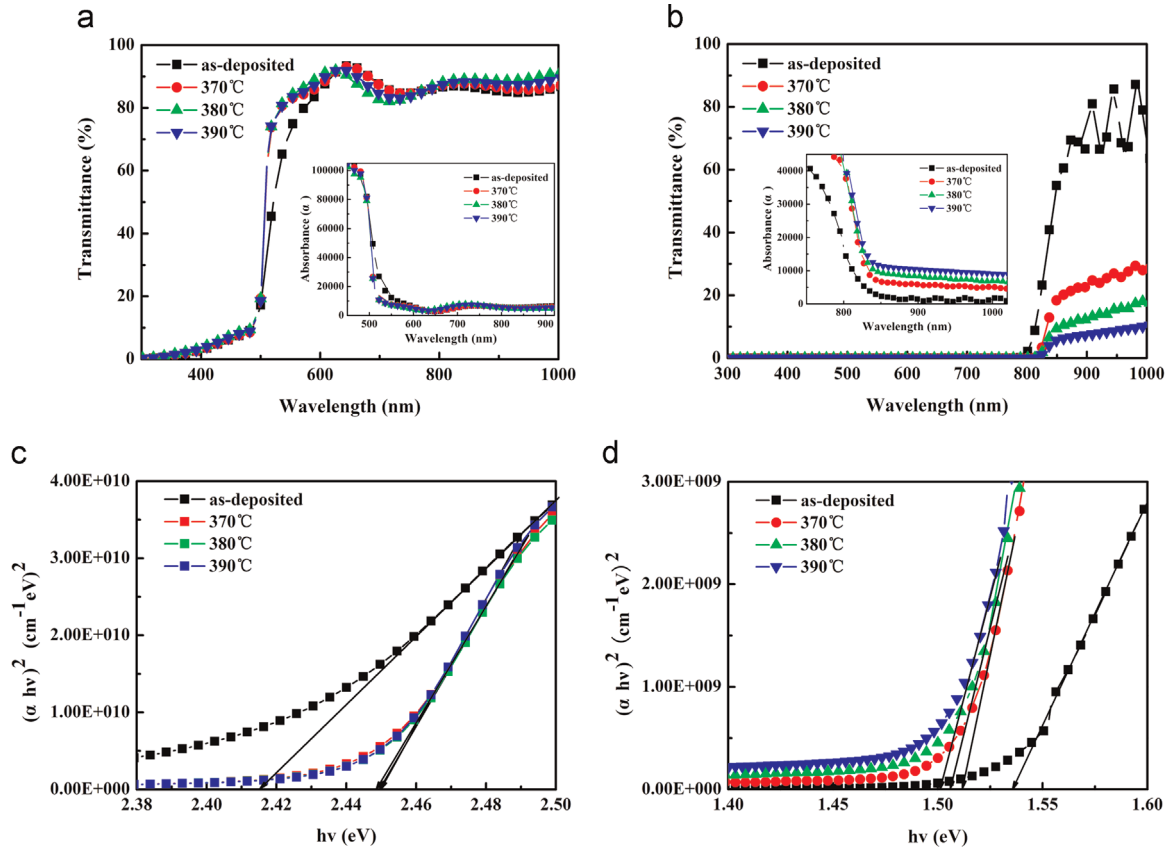 a
100
80
60
40
20
0
Transmittance (%)
as-deposited
370℃
380℃
390℃
400
600
800
1000
Wavelength (nm)
100000
80000
60000
40000
20000
0
Absorbance (α )
as-deposited
370℃
380℃
390℃
500
600
700
800
900
Wavelength (nm)
b
100
80
60
40
20
0
Transmittance (%)
as-deposited
370℃
380℃
390℃
300
400
500
600
700
800
900
1000
Wavelength (nm)
40000
30000
20000
10000
0
Absorbance (α )
as-deposited
370℃
380℃
390℃
800
900
1000
Wavelength (nm)
c
4.00E+010
3.00E+010
2.00E+010
1.00E+010
0.00E+000
(α hν)² (cm⁻¹eV)²
as-deposited
370℃
380℃
390℃
2.38
2.40
2.42
2.44
2.46
2.48
2.50
hν (eV)
d
3.00E+009
2.00E+009
1.00E+009
0.00E+000
(α hν)² (cm⁻¹eV)²
as-deposited
370℃
380℃
390℃
1.40
1.45
1.50
1.55
1.60
hν (eV)